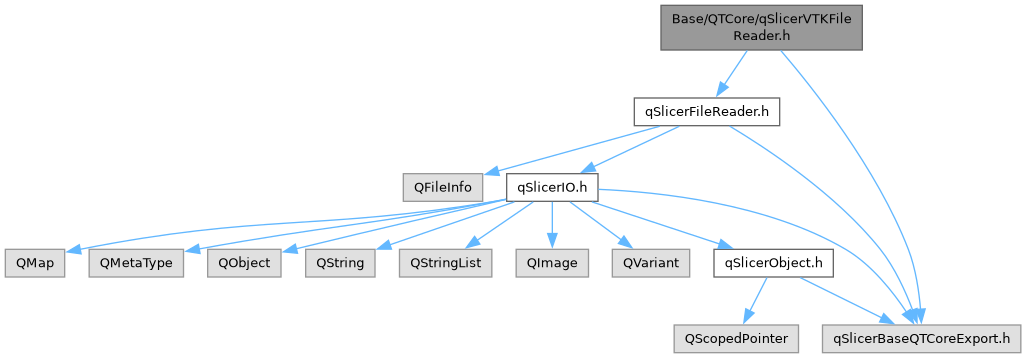 Base/QTCore/qSlicerVTKFile
Reader.h
qSlicerFileReader.h
QFileInfo
qSlicerIO.h
QMap
QMetaType
QObject
QString
QStringList
QImage
QVariant
qSlicerObject.h
QScopedPointer
qSlicerBaseQTCoreExport.h